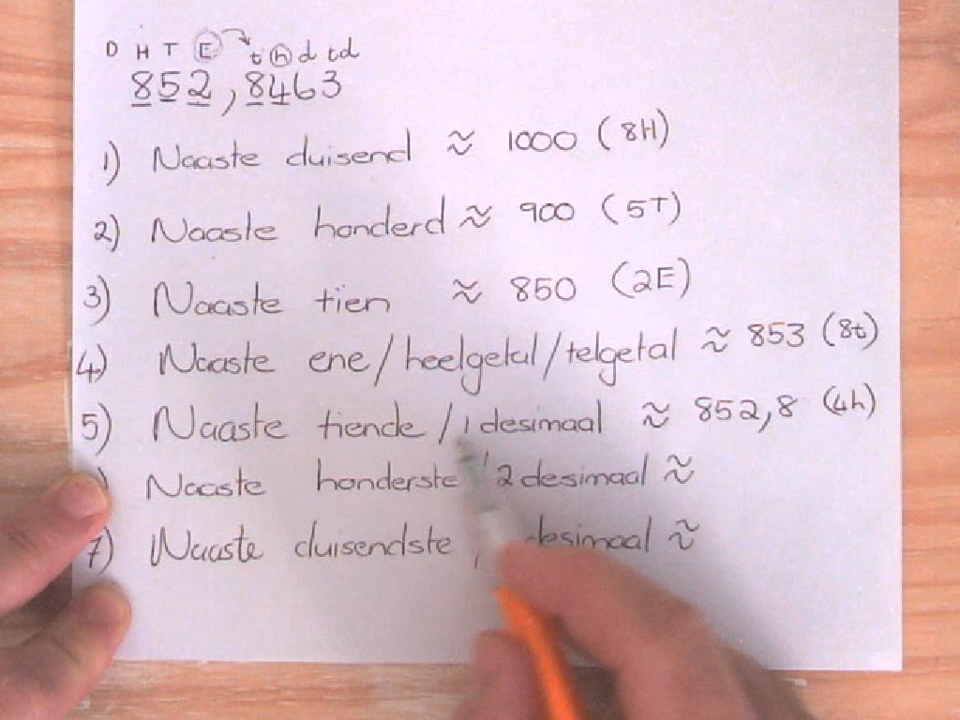 D H T E t h d td
852,8463
1) Naaste duisend ≈ 1000 (8H)
2) Naaste honderd ≈ 900 (5T)
3) Naaste tien ≈ 850 (2E)
4) Naaste ene/heelgetal/telgetal ≈ 853 (8t)
5) Naaste tiende/1 desimaal ≈ 852,8 (4h)
) Naaste honderste/2 desimaal ≈
7) Naaste duisendste desimaal ≈